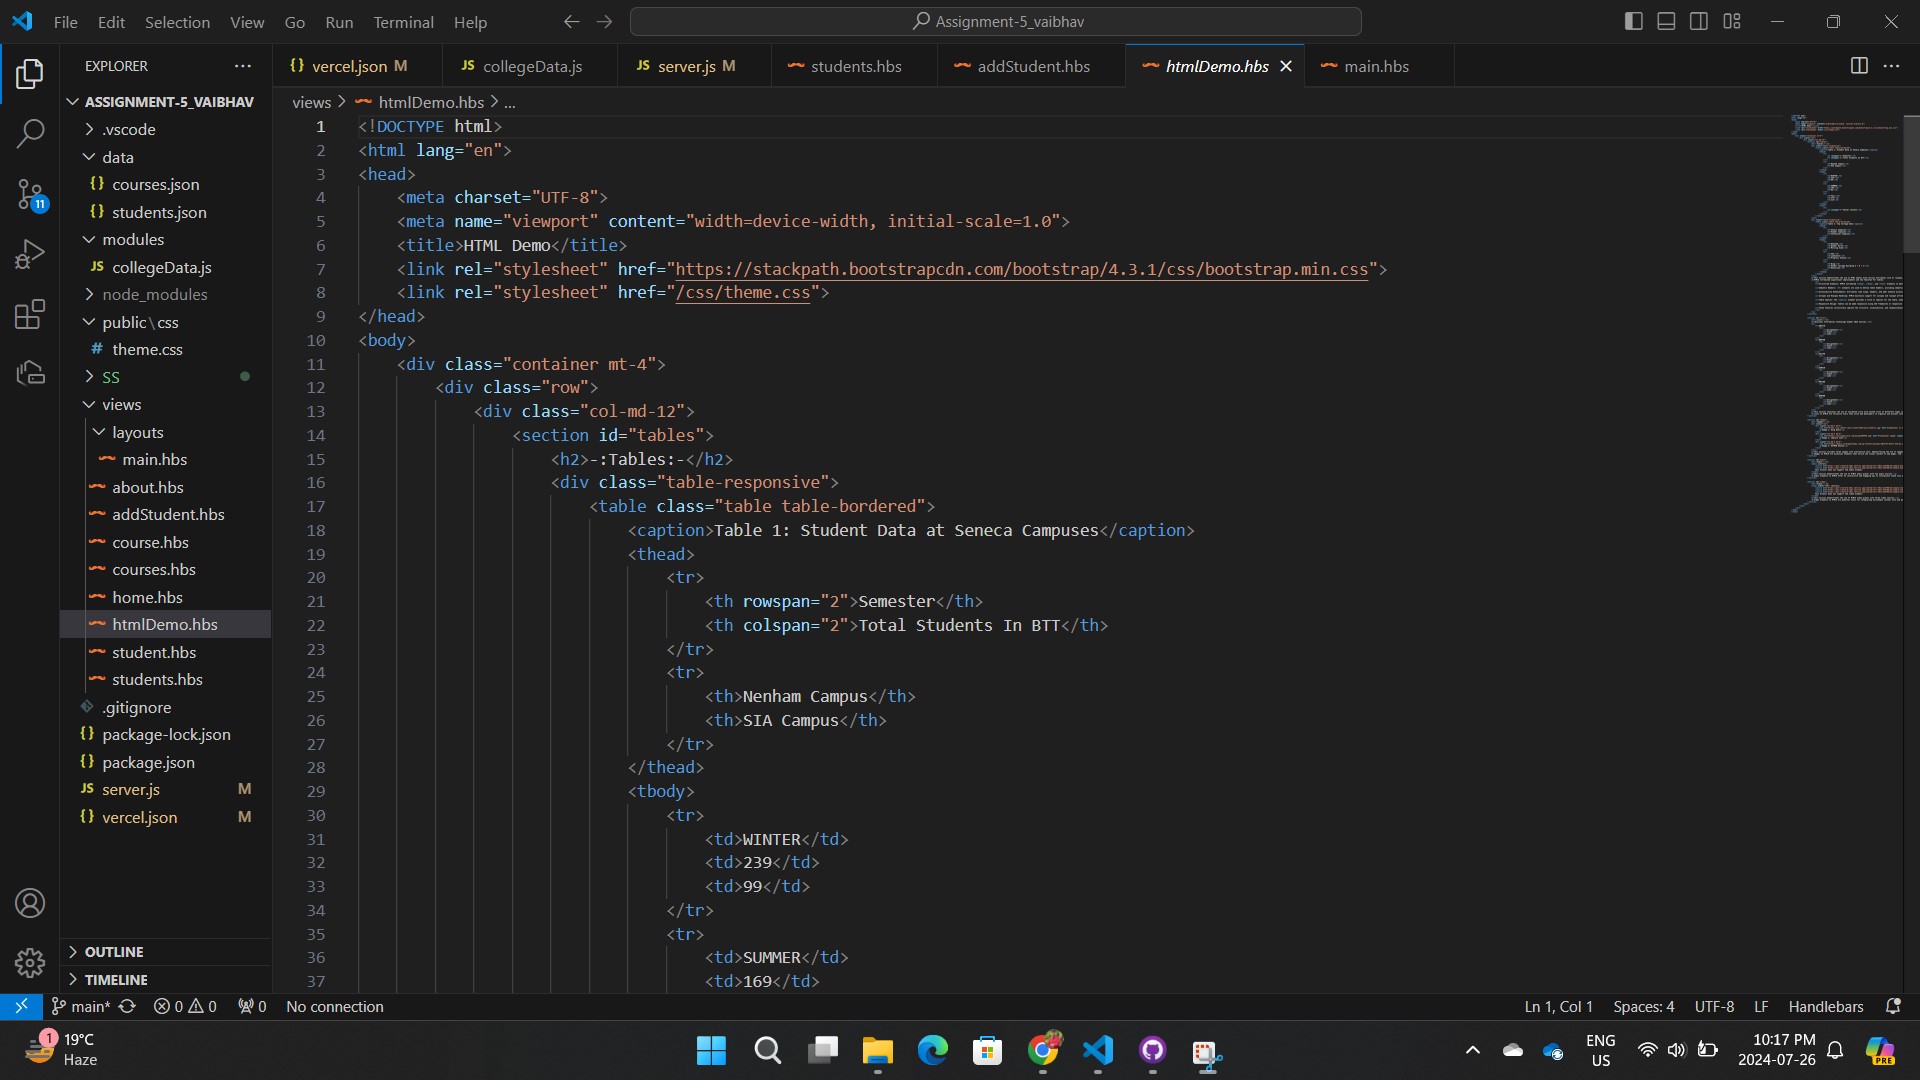 File Edit Selection View Go Run Terminal Help
Assignment-5_vaibhav
EXPLORER
vercel.json M
JS collegeData.js
JS server.js M
students.hbs
addStudent.hbs
htmlDemo.hbs
main.hbs
ASSIGNMENT-5_VAIBHAV
.vscode
data
{} courses.json
{} students.json
modules
JS collegeData.js
node_modules
public\css
# theme.css
SS
views
layouts
main.hbs
about.hbs
addStudent.hbs
course.hbs
courses.hbs
home.hbs
htmlDemo.hbs
student.hbs
students.hbs
.gitignore
{} package-lock.json
{} package.json
JS server.js M
{} vercel.json M
OUTLINE
TIMELINE
11
views > htmlDemo.hbs > ...
1 <!DOCTYPE html>
2 <html lang="en">
3 <head>
4 <meta charset="UTF-8">
5 <meta name="viewport" content="width=device-width, initial-scale=1.0">
6 <title>HTML Demo</title>
7 <link rel="stylesheet" href="https://stackpath.bootstrapcdn.com/bootstrap/4.3.1/css/bootstrap.min.css">
8 <link rel="stylesheet" href="/css/theme.css">
9 </head>
10 <body>
11 <div class="container mt-4">
12 <div class="row">
13 <div class="col-md-12">
14 <section id="tables">
15 <h2>-:Tables:-</h2>
16 <div class="table-responsive">
17 <table class="table table-bordered">
18 <caption>Table 1: Student Data at Seneca Campuses</caption>
19 <thead>
20 <tr>
21 <th rowspan="2">Semester</th>
22 <th colspan="2">Total Students In BTT</th>
23 </tr>
24 <tr>
25 <th>Nenham Campus</th>
26 <th>SIA Campus</th>
27 </tr>
28 </thead>
29 <tbody>
30 <tr>
31 <td>WINTER</td>
32 <td>239</td>
33 <td>99</td>
34 </tr>
35 <tr>
36 <td>SUMMER</td>
37 <td>169</td>
main* 0 0 0 No connection
Ln 1, Col 1 Spaces: 4 UTF-8 LF Handlebars
1 19°C
Haze
ENG
US
10:17 PM
2024-07-26
PRE